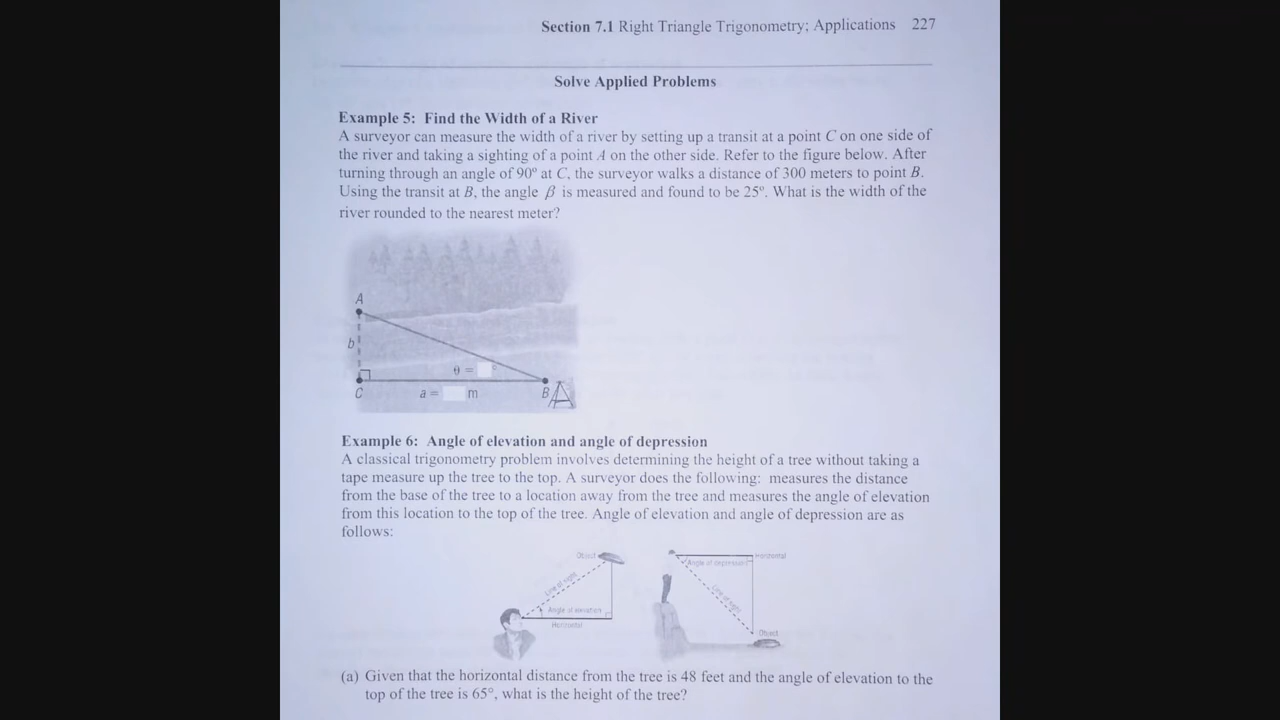 Section 7.1 Right Triangle Trigonometry; Applications 227
Solve Applied Problems
Example 5: Find the Width of a River
A surveyor can measure the width of a river by setting up a transit at a point C on one side of
the river and taking a sighting of a point A on the other side. Refer to the figure below. After
turning through an angle of 90° at C, the surveyor walks a distance of 300 meters to point B.
Using the transit at B, the angle β is measured and found to be 25°. What is the width of the
river rounded to the nearest meter?
A
b
θ = °
C a = m B
Example 6: Angle of elevation and angle of depression
A classical trigonometry problem involves determining the height of a tree without taking a
tape measure up the tree to the top. A surveyor does the following: measures the distance
from the base of the tree to a location away from the tree and measures the angle of elevation
from this location to the top of the tree. Angle of elevation and angle of depression are as
follows:
Object
Line of sight
Angle of elevation
Horizontal
Horizontal
Angle of depression
Line of sight
Object
(a) Given that the horizontal distance from the tree is 48 feet and the angle of elevation to the
top of the tree is 65°, what is the height of the tree?